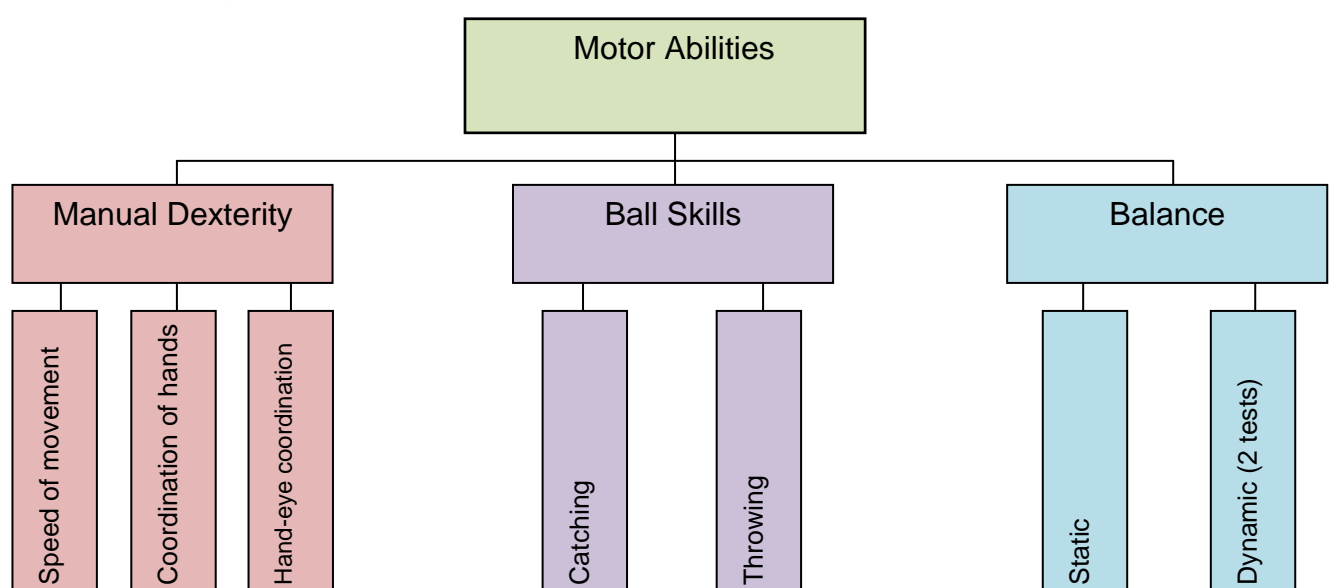 Motor Abilities
Manual Dexterity
Ball Skills
Balance
Speed of movement
Coordination of hands
Hand-eye coordination
Catching
Throwing
Static
Dynamic (2 tests)